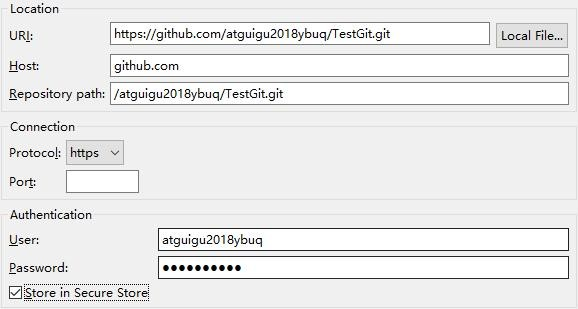 Location
URI: https://github.com/atguigu2018ybuq/TestGit.git Local File...
Host: github.com
Repository path: /atguigu2018ybuq/TestGit.git
Connection
Protocol: https
Port:
Authentication
User: atguigu2018ybuq
Password: ●●●●●●●●●●
Store in Secure Store